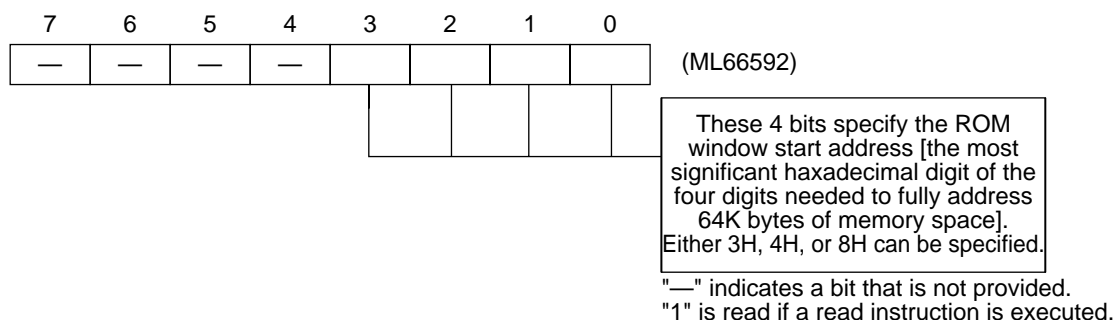 7 6 5 4 3 2 1 0
— — — — (ML66592)
These 4 bits specify the ROM
window start address [the most
significant haxadecimal digit of the
four digits needed to fully address
64K bytes of memory space].
Either 3H, 4H, or 8H can be specified.
"—" indicates a bit that is not provided.
"1" is read if a read instruction is executed.